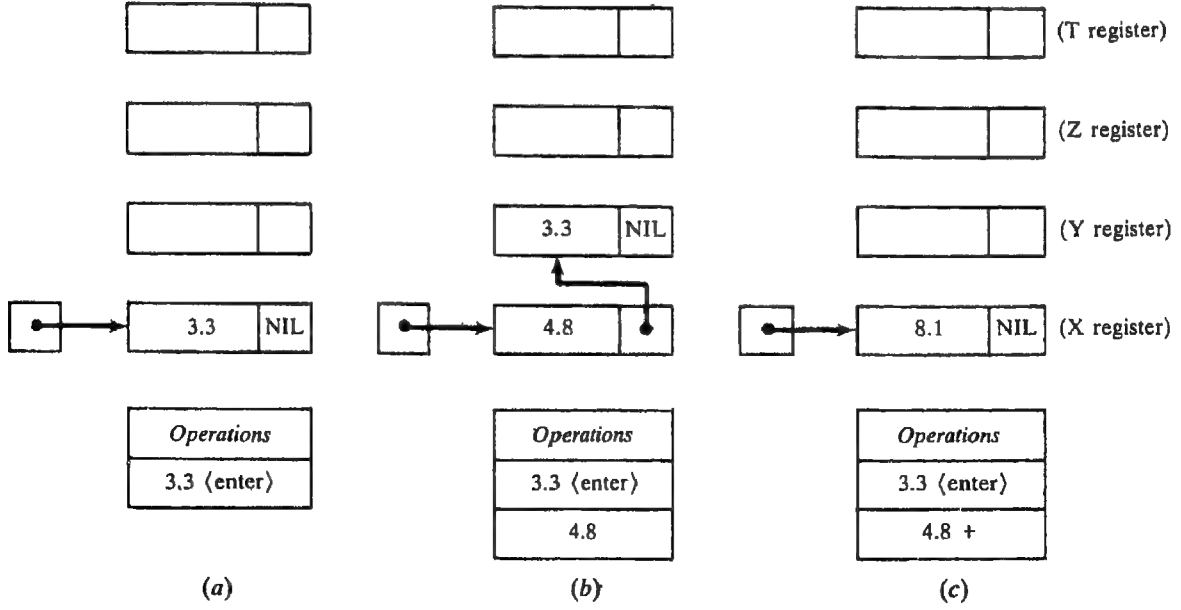 (T register)
(Z register)
3.3 NIL (Y register)
3.3 NIL 4.8 8.1 NIL (X register)
Operations Operations Operations
3.3 ⟨enter⟩ 3.3 ⟨enter⟩ 3.3 ⟨enter⟩
4.8 4.8 +
(a) (b) (c)